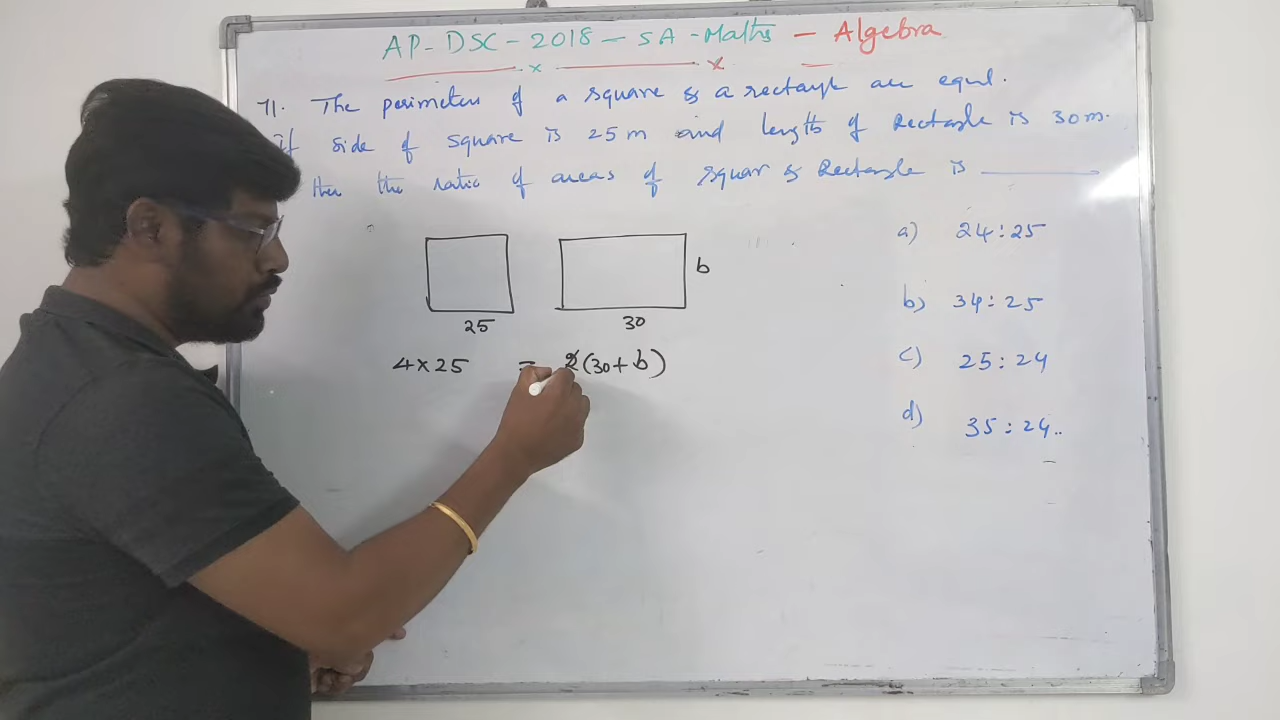 AP-DSC-2018-SA-Maths - Algebra
71. The perimeters of a square & a rectangle are equal.
If side of square is 25m and length of Rectangle is 30m.
then the ratio of areas of squar & Rectangle is ______
a) 24:25
b) 34:25
c) 25:24
d) 35:24..
b
25
30
4×25 = 2(30+b)